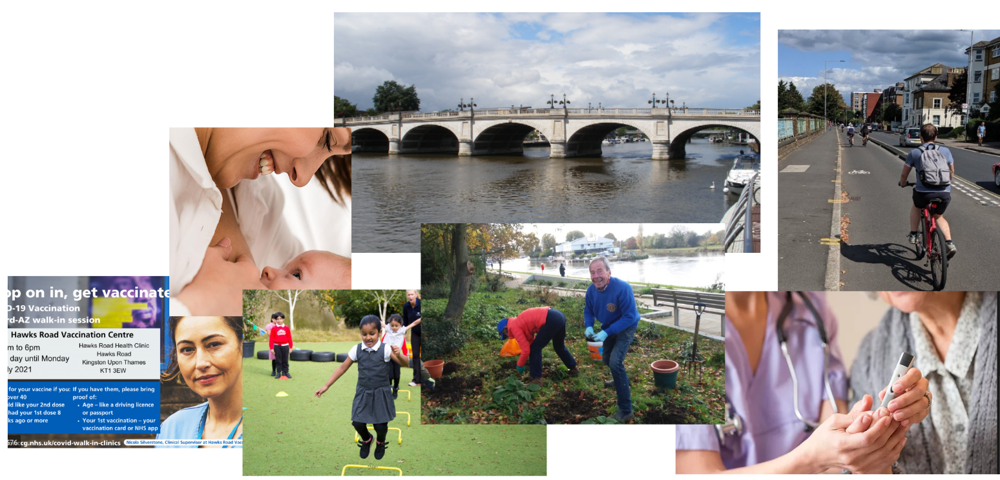 op on in, get vaccinate
D-19 Vaccination
rd-AZ walk-in session
Hawks Road Vaccination Centre
m to 6pm
day until Monday
ly 2021
Hawks Road Health Clinic
Hawks Road
Kingston Upon Thames
KT1 3EW
for your vaccine if you:
over 40
ld like your 2nd dose
had your 1st dose 8
ks ago or more
If you have them, please bring
proof of:
• Age – like a driving licence
or passport
• Your 1st vaccination – your
vaccination card or NHS app
cg.nhs.uk/covid-walk-in-clinics
Nicola Silverstone, Clinical Supervisor at Hawks Road Vac